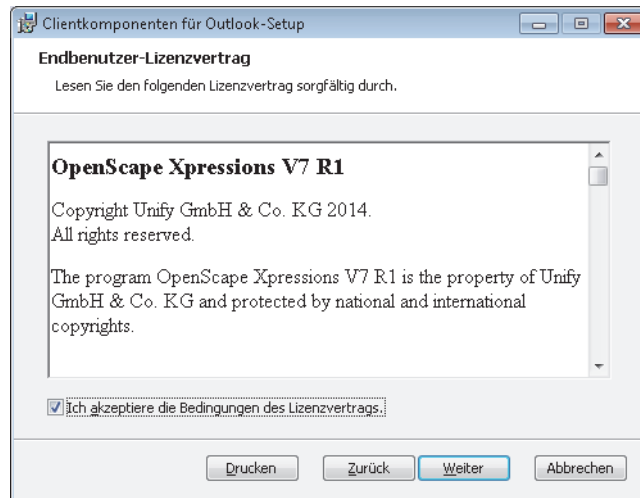 Clientkomponenten für Outlook-Setup
Endbenutzer-Lizenzvertrag
Lesen Sie den folgenden Lizenzvertrag sorgfältig durch.
OpenScape Xpressions V7 R1
Copyright Unify GmbH & Co. KG 2014.
All rights reserved.
The program OpenScape Xpressions V7 R1 is the property of Unify
GmbH & Co. KG and protected by national and international
copyrights.
Ich akzeptiere die Bedingungen des Lizenzvertrags.
Drucken Zurück Weiter Abbrechen